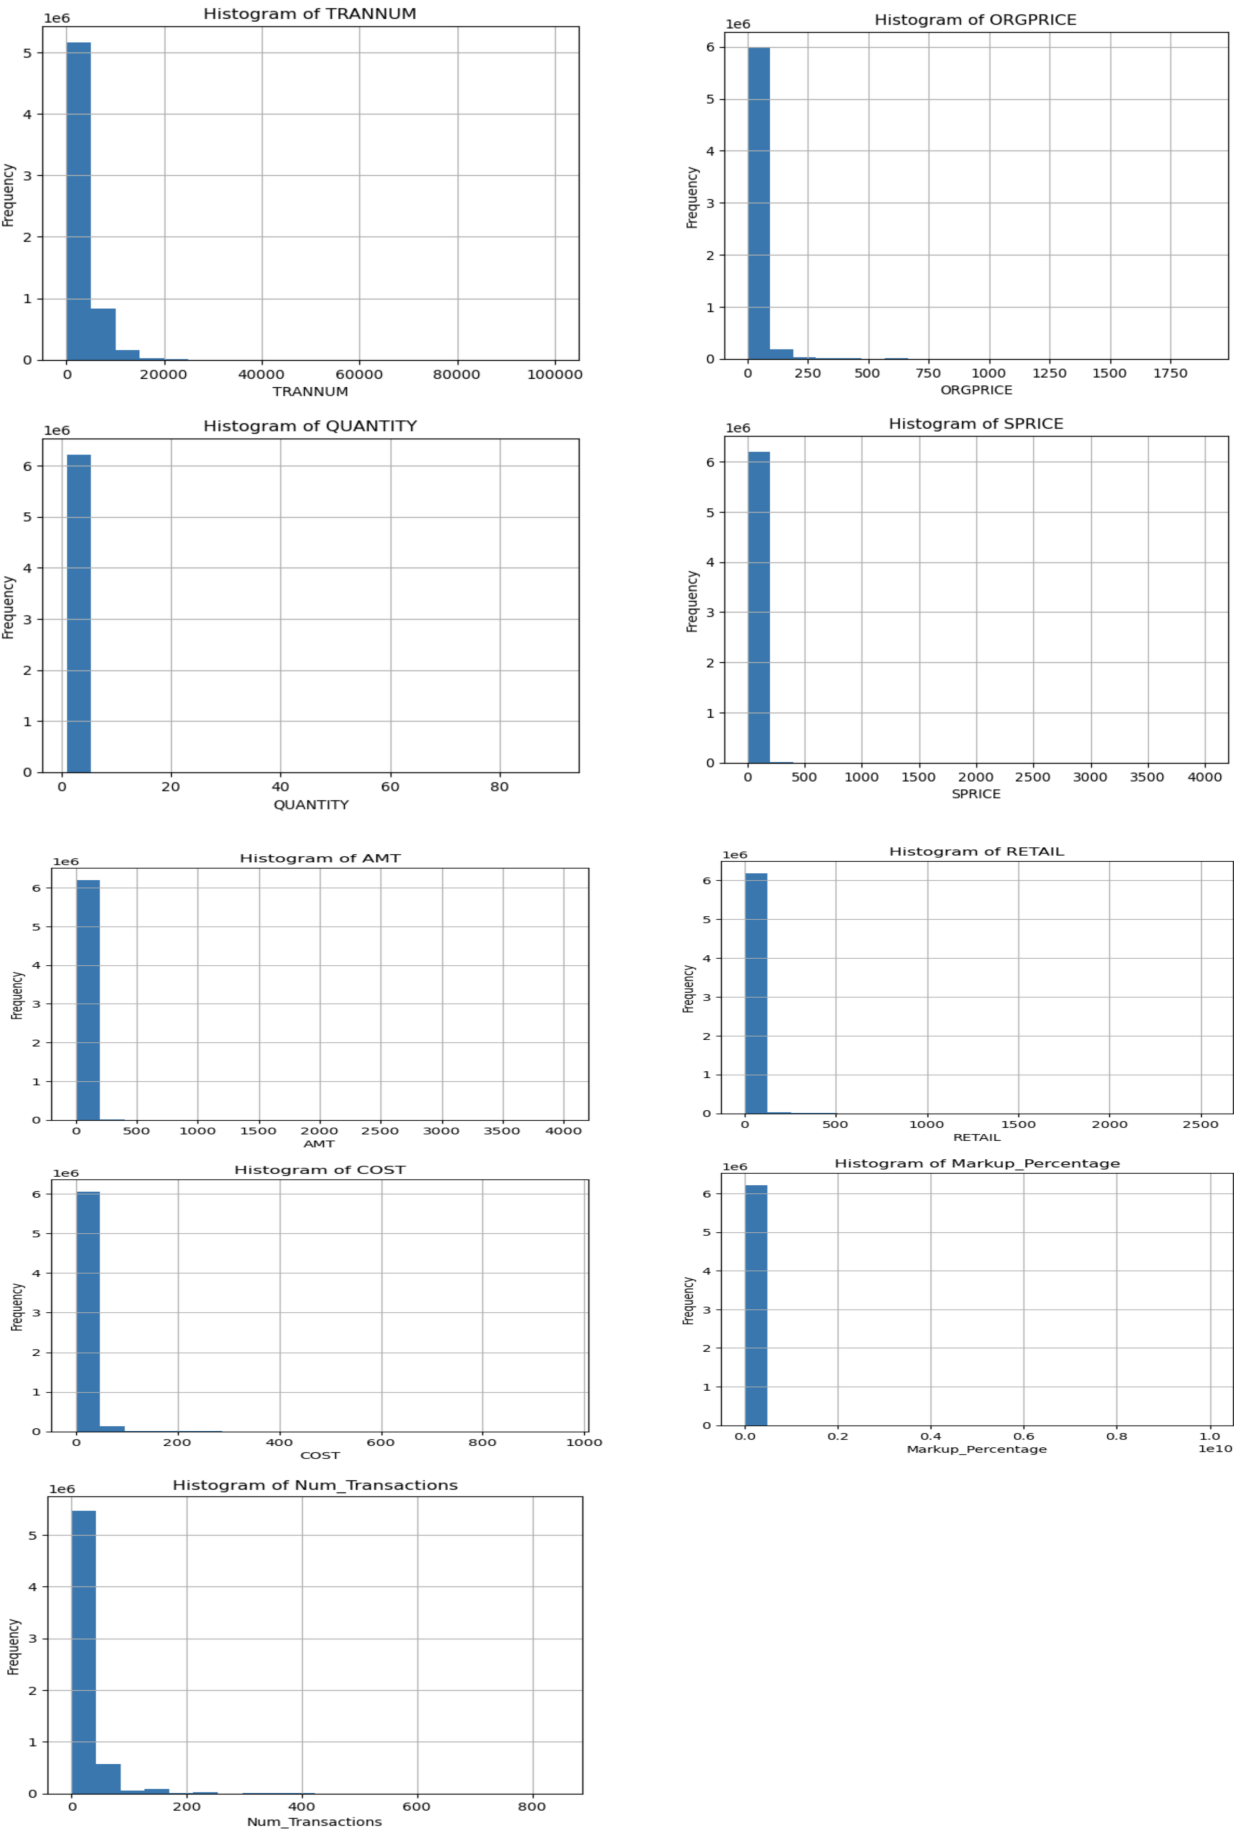 Histogram of TRANNUM
1e6
5
4
3
2
1
0
Frequency
0 20000 40000 60000 80000 100000
TRANNUM
Histogram of ORGPRICE
1e6
6
5
4
3
2
1
0
Frequency
0 250 500 750 1000 1250 1500 1750
ORGPRICE
Histogram of QUANTITY
1e6
6
5
4
3
2
1
0
Frequency
0 20 40 60 80
QUANTITY
Histogram of SPRICE
1e6
6
5
4
3
2
1
0
Frequency
0 500 1000 1500 2000 2500 3000 3500 4000
SPRICE
Histogram of AMT
1e6
6
5
4
3
2
1
0
Frequency
0 500 1000 1500 2000 2500 3000 3500 4000
AMT
Histogram of RETAIL
1e6
6
5
4
3
2
1
0
Frequency
0 500 1000 1500 2000 2500
RETAIL
Histogram of COST
1e6
6
5
4
3
2
1
0
Frequency
0 200 400 600 800 1000
COST
Histogram of Markup_Percentage
1e6
6
5
4
3
2
1
0
Frequency
0.0 0.2 0.4 0.6 0.8 1.0
Markup_Percentage
1e10
Histogram of Num_Transactions
1e6
5
4
3
2
1
0
Frequency
0 200 400 600 800
Num_Transactions